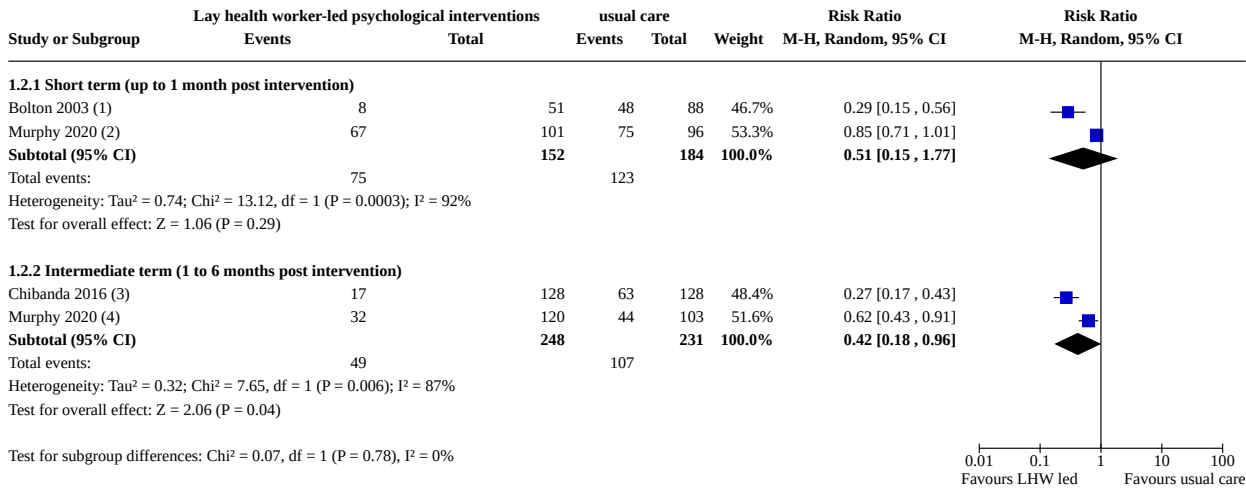 Lay health worker-led psychological interventions usual care Risk Ratio Risk Ratio
Study or Subgroup Events Total Events Total Weight M-H, Random, 95% CI M-H, Random, 95% CI
1.2.1 Short term (up to 1 month post intervention)
Bolton 2003 (1) 8 51 48 88 46.7% 0.29 [0.15 , 0.56]
Murphy 2020 (2) 67 101 75 96 53.3% 0.85 [0.71 , 1.01]
Subtotal (95% CI) 152 184 100.0% 0.51 [0.15 , 1.77]
Total events: 75 123
Heterogeneity: Tau² = 0.74; Chi² = 13.12, df = 1 (P = 0.0003); I² = 92%
Test for overall effect: Z = 1.06 (P = 0.29)
1.2.2 Intermediate term (1 to 6 months post intervention)
Chibanda 2016 (3) 17 128 63 128 48.4% 0.27 [0.17 , 0.43]
Murphy 2020 (4) 32 120 44 103 51.6% 0.62 [0.43 , 0.91]
Subtotal (95% CI) 248 231 100.0% 0.42 [0.18 , 0.96]
Total events: 49 107
Heterogeneity: Tau² = 0.32; Chi² = 7.65, df = 1 (P = 0.006); I² = 87%
Test for overall effect: Z = 2.06 (P = 0.04)
Test for subgroup differences: Chi² = 0.07, df = 1 (P = 0.78), I² = 0%
0.01 0.1 1 10 100
Favours LHW led Favours usual care